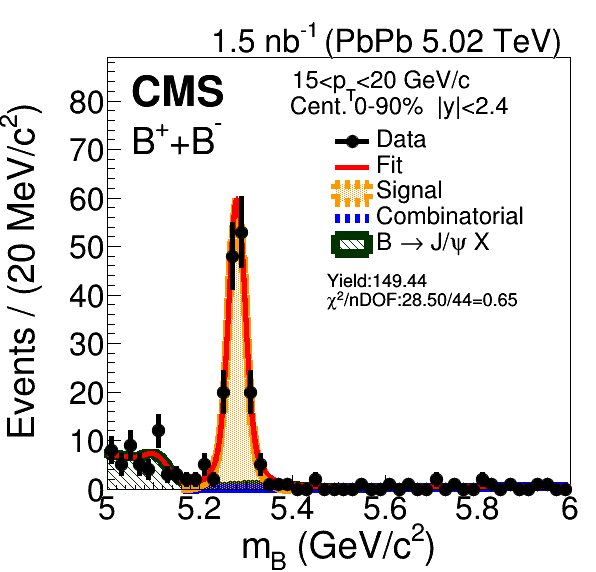 1.5 nb⁻¹ (PbPb 5.02 TeV)
CMS
15<p_T<20 GeV/c
B⁺+B⁻
Cent. 0-90% |y|<2.4
Data
Fit
Signal
Combinatorial
B → J/ψ X
Yield:149.44
χ²/nDOF:28.50/44=0.65
Events / (20 MeV/c²)
80
70
60
50
40
30
20
10
0
5 5.2 5.4 5.6 5.8 6
m_B (GeV/c²)